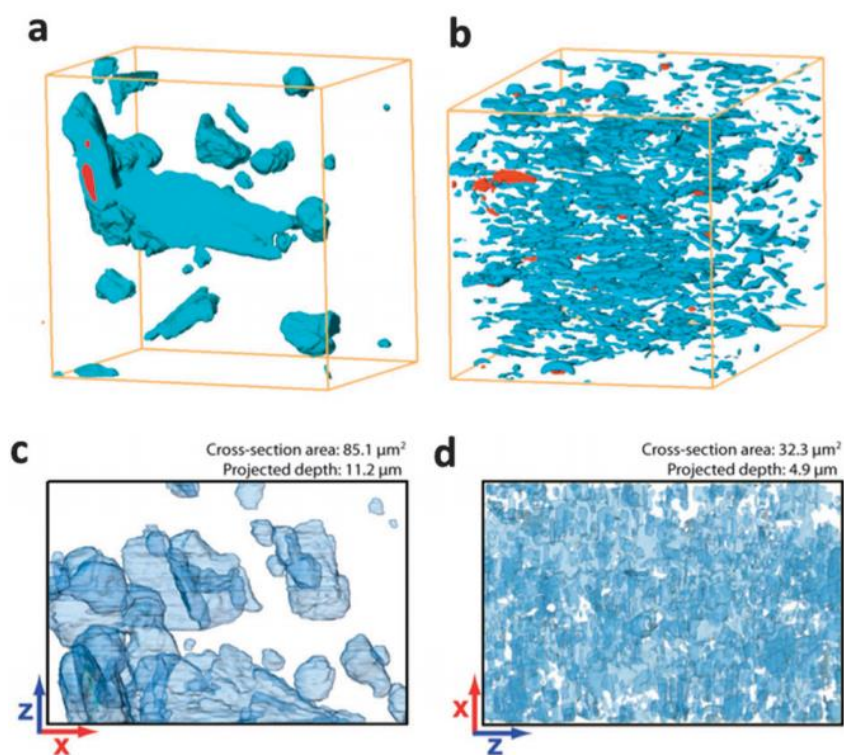 a
b
c
Cross-section area: 85.1 µm²
Projected depth: 11.2 µm
d
Cross-section area: 32.3 µm²
Projected depth: 4.9 µm
z
x
x
z